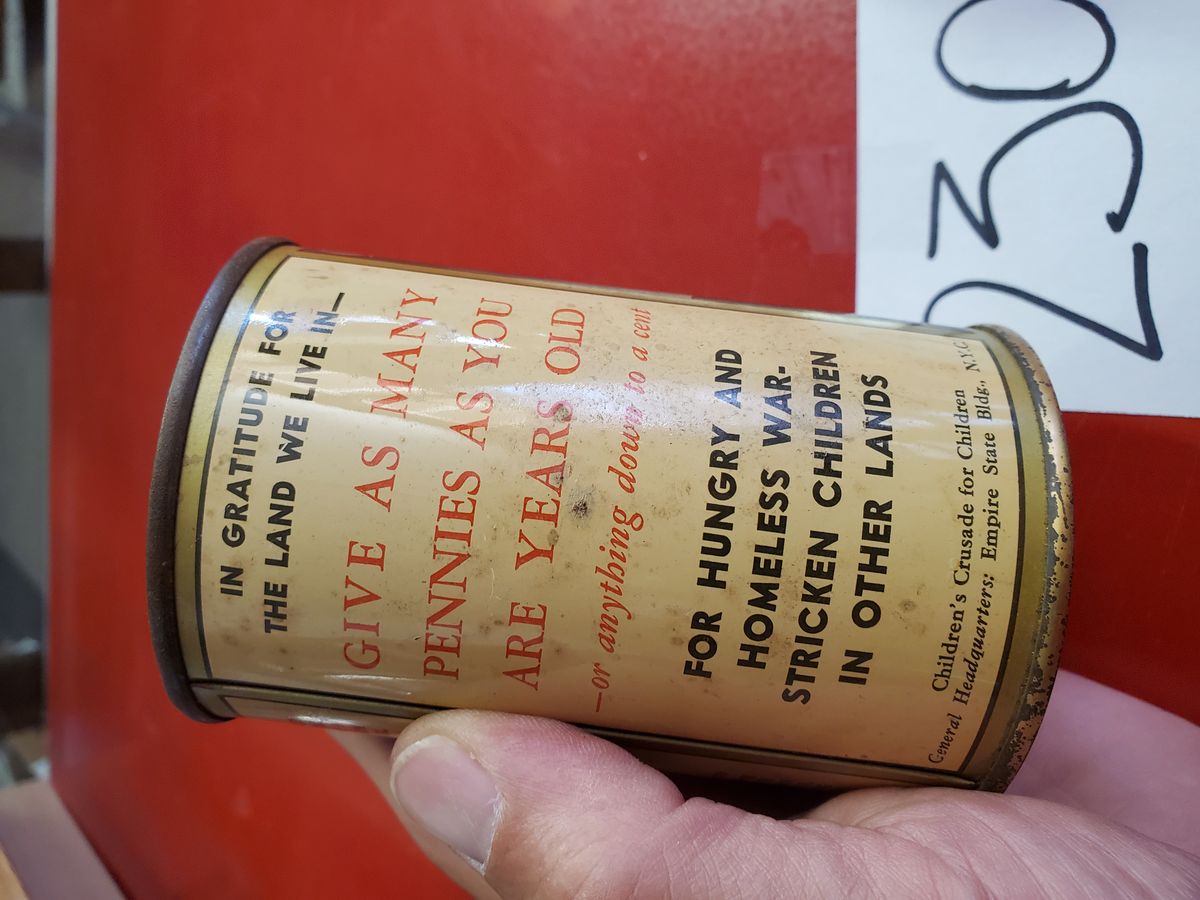 IN GRATITUDE FOR
THE LAND WE LIVE IN—
GIVE AS MANY
PENNIES AS YOU
ARE YEARS OLD
—or anything down to a cent
FOR HUNGRY AND
HOMELESS WAR-
STRICKEN CHILDREN
IN OTHER LANDS
Children's Crusade for Children
General Headquarters: Empire State Bldg., N.Y.C.
230